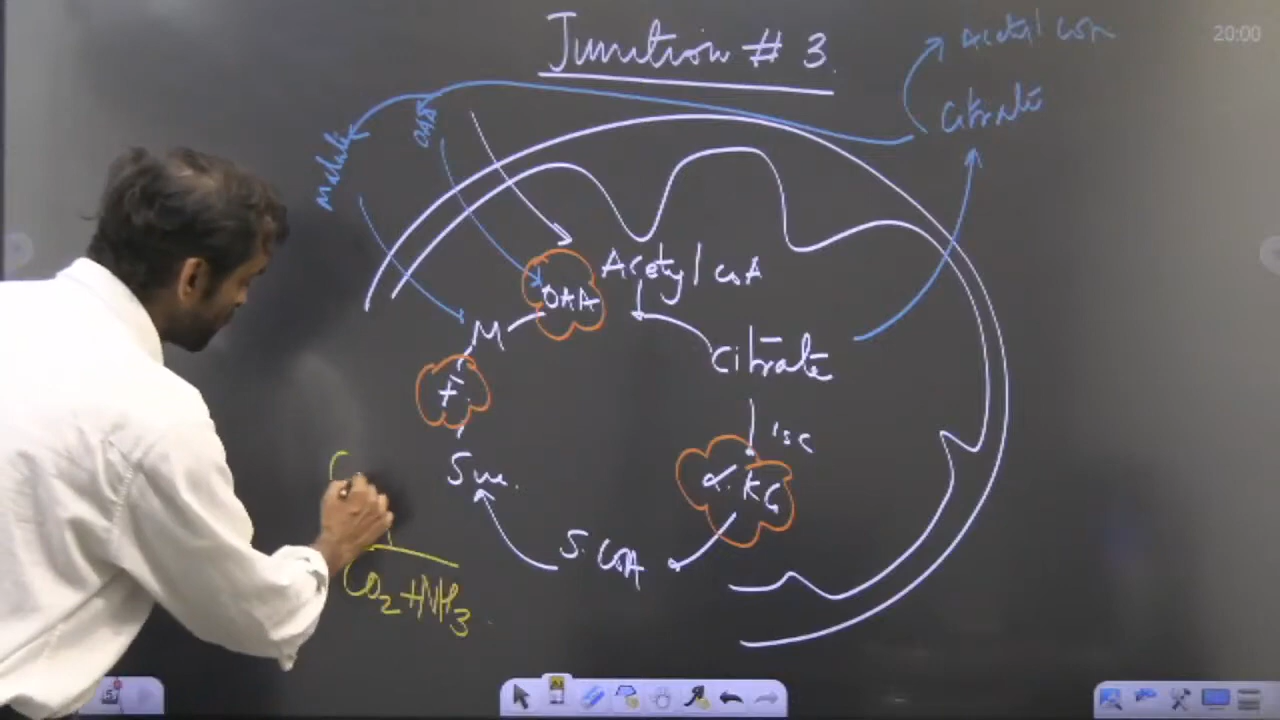 Junction # 3.
20:00
Acetyl CoA
Citrate
OAA
Malate
Acetyl CoA
OAA
M
Citrate
F.
Isc
Suc.
α.KG
S. CoA
CO2+NH3